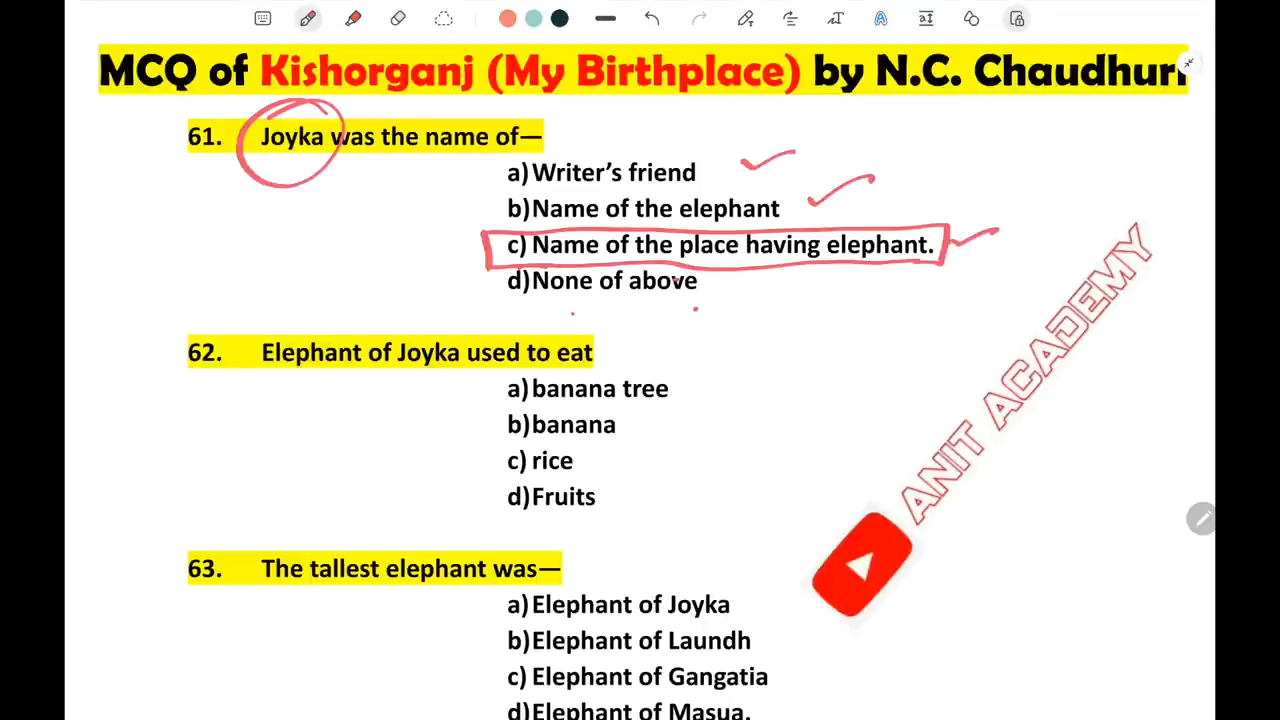 MCQ of Kishorganj (My Birthplace) by N.C. Chaudhuri
61. Joyka was the name of—
a) Writer's friend
b) Name of the elephant
c) Name of the place having elephant.
d) None of above
62. Elephant of Joyka used to eat
a) banana tree
b) banana
c) rice
d) Fruits
63. The tallest elephant was—
a) Elephant of Joyka
b) Elephant of Laundh
c) Elephant of Gangatia
d) Elephant of Masua.
ANIT ACADEMY